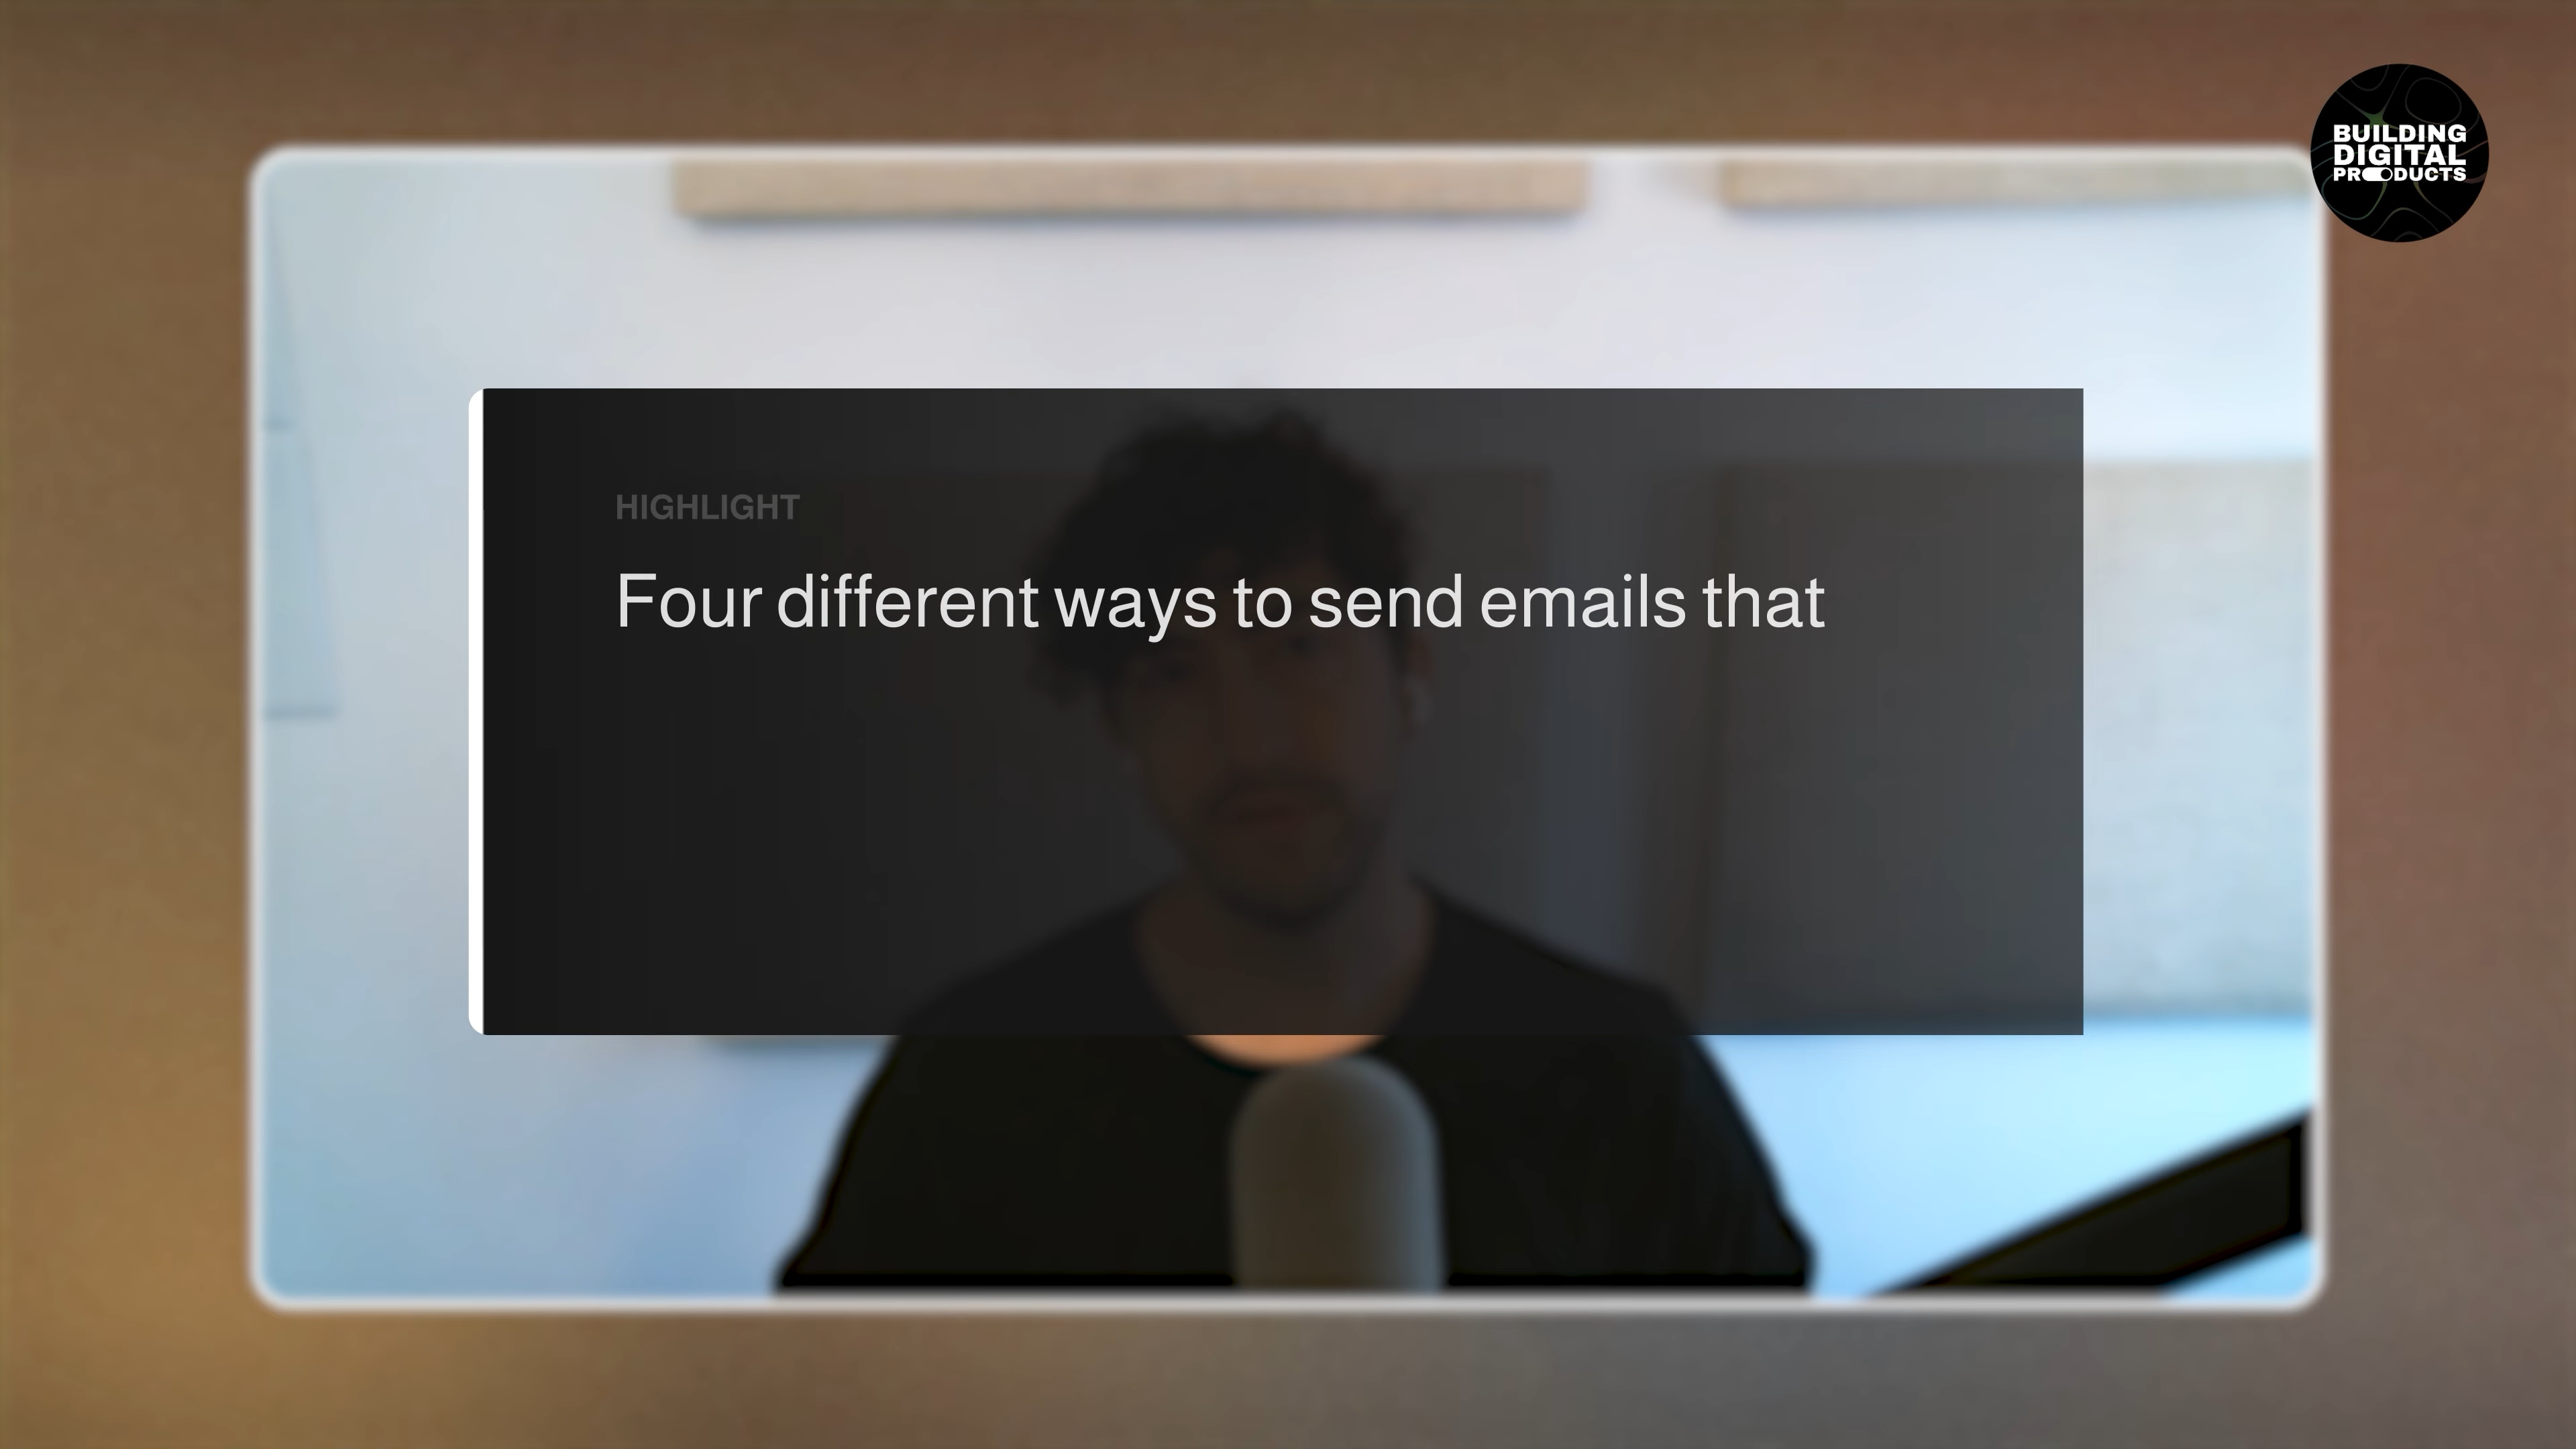 BUILDING
DIGITAL
PRODUCTS
HIGHLIGHT
Four different ways to send emails that